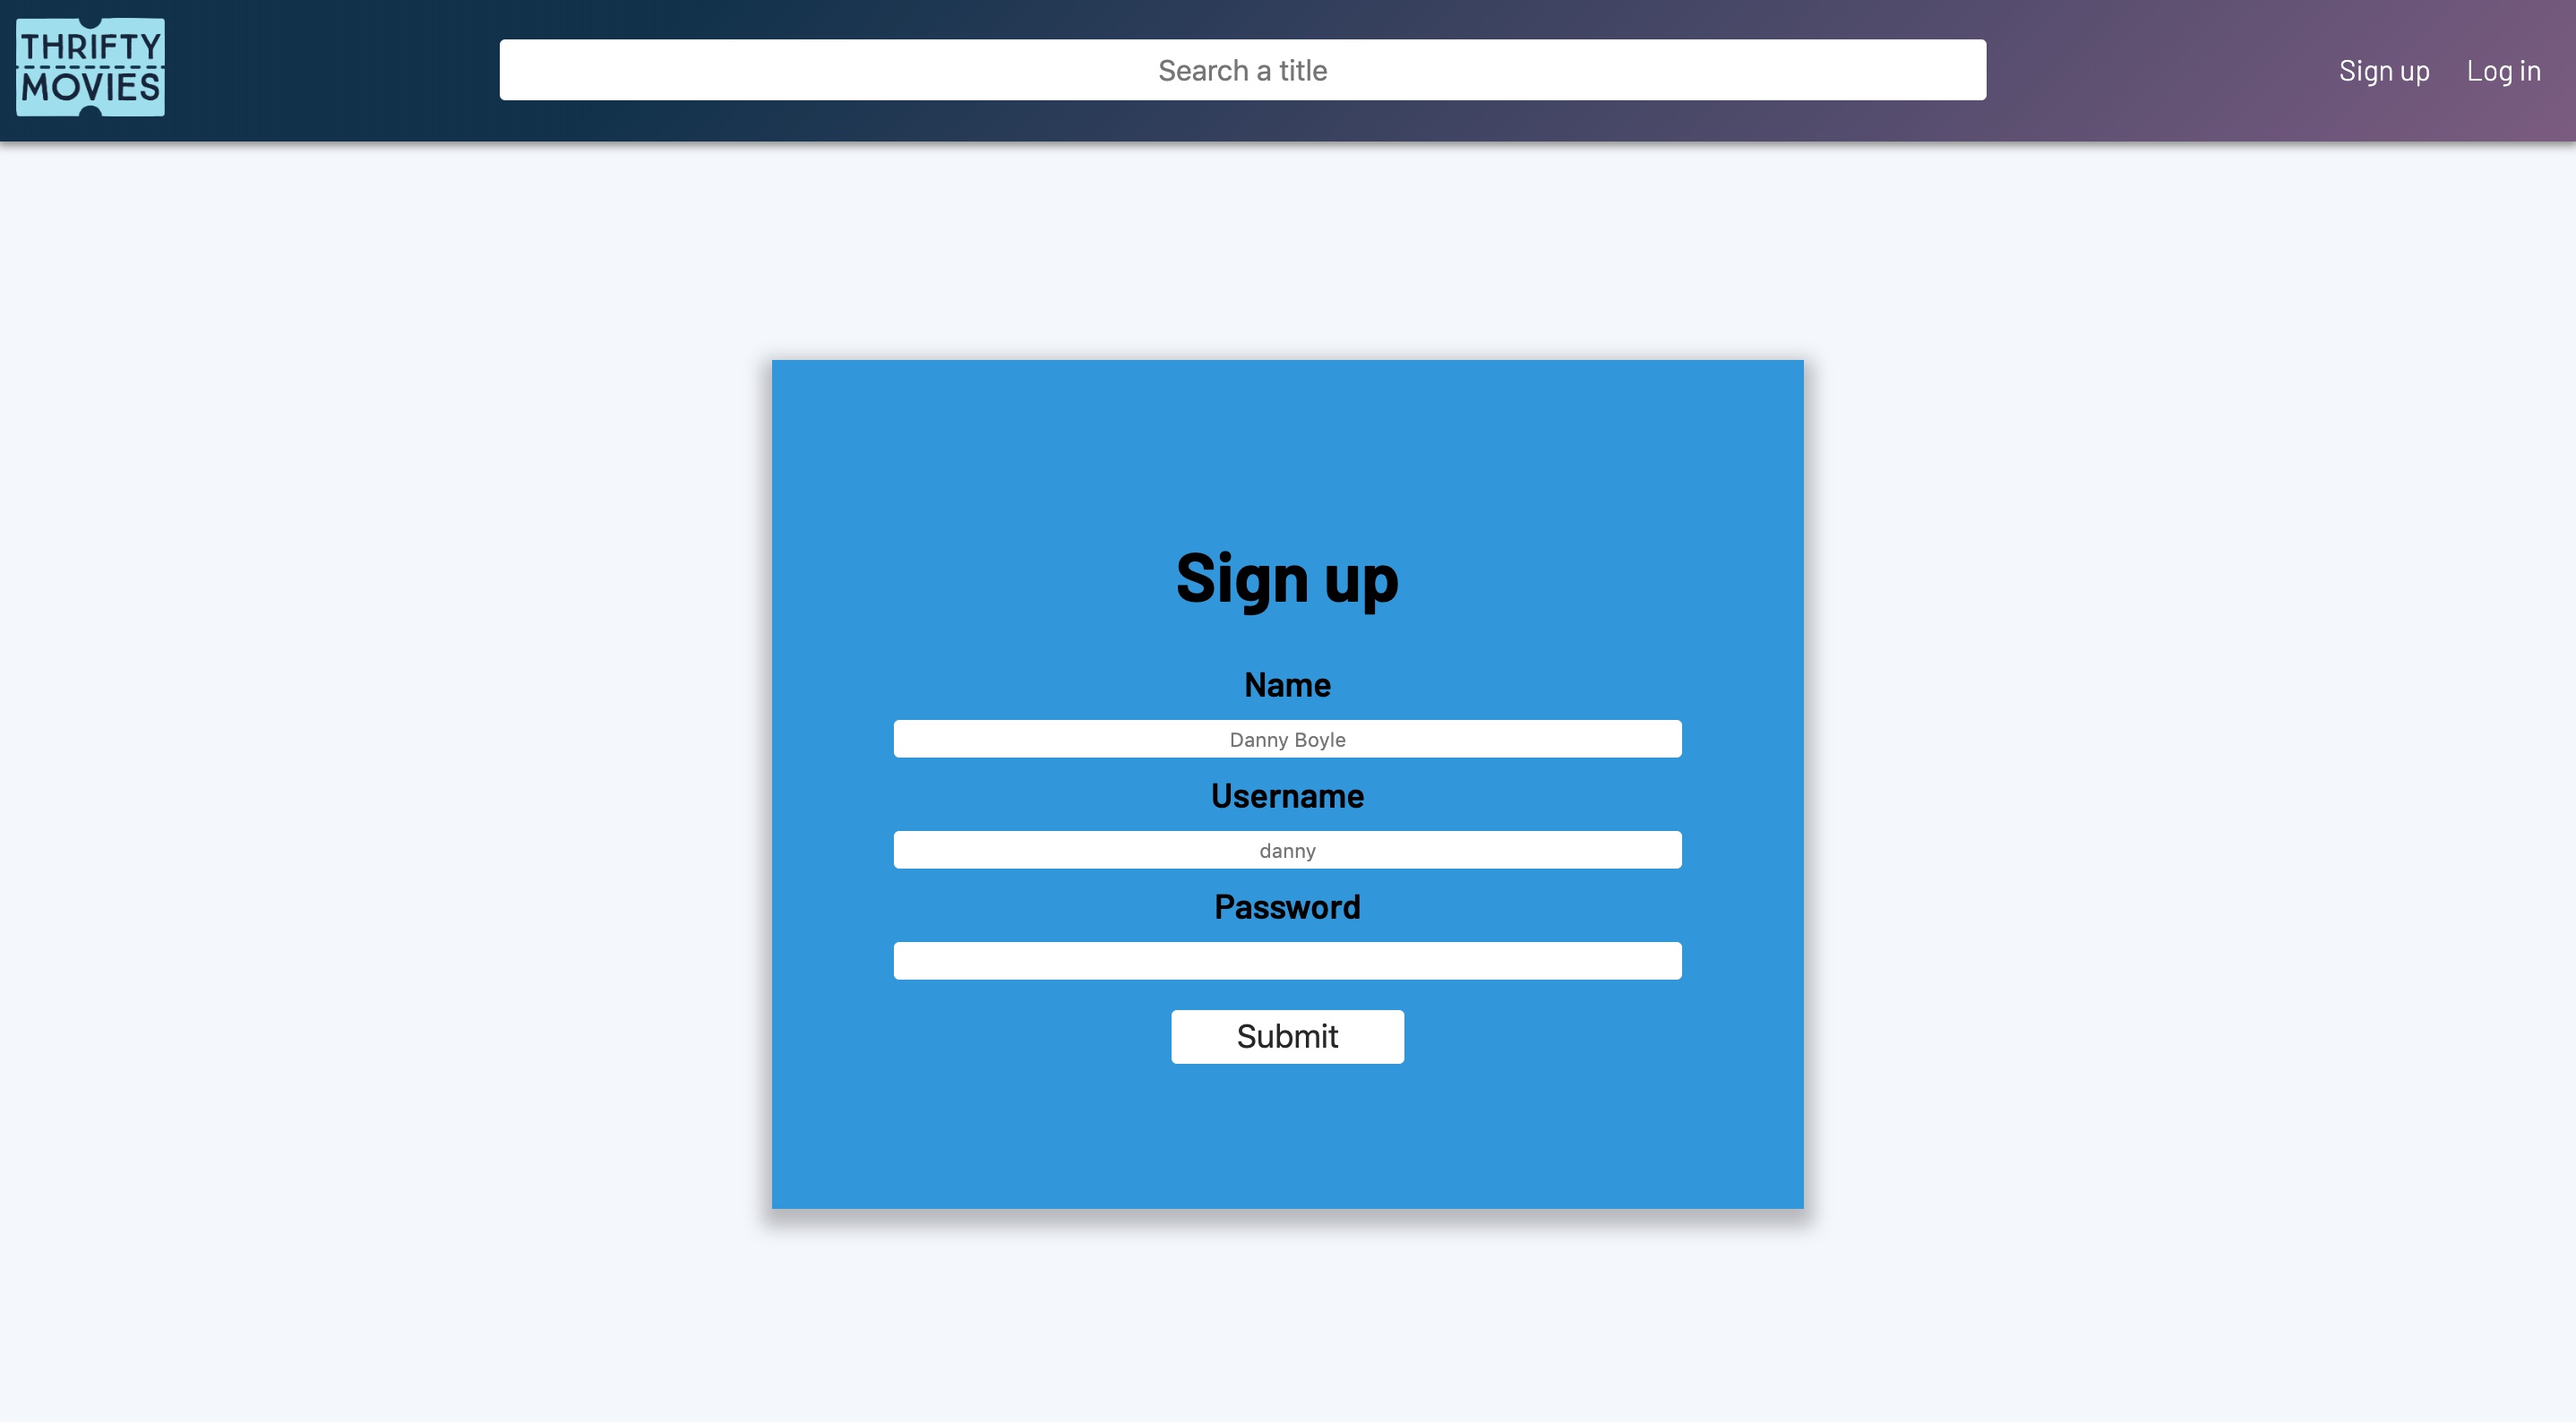 THRIFTY
MOVIES
Search a title
Sign up
Log in
Sign up
Name
Danny Boyle
Username
danny
Password
Submit